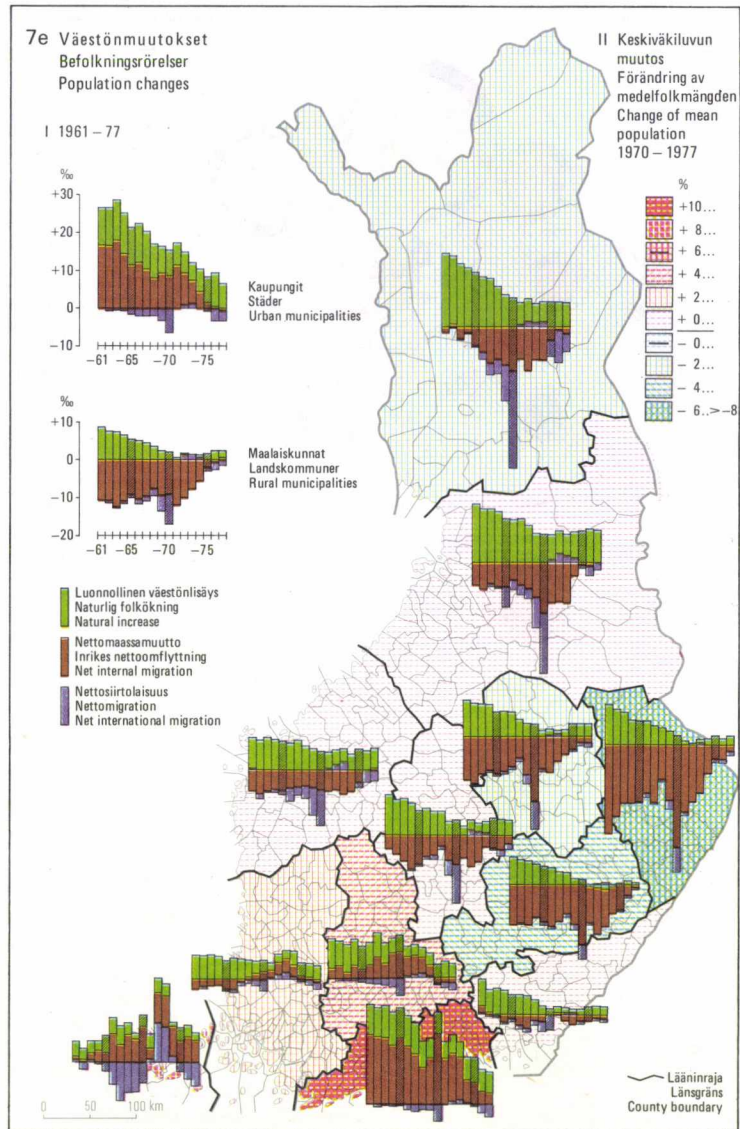 7e Väestönmuutokset
Befolkningsrörelser
Population changes
I 1961 – 77
‰
+30
+20
+10
0
−10
−61 −65 −70 −75
Kaupungit
Städer
Urban municipalities
‰
+10
0
−10
−20
−61 −65 −70 −75
Maalaiskunnat
Landskommuner
Rural municipalities
Luonnollinen väestönlisäys
Naturlig folkökning
Natural increase
Nettomaassamuutto
Inrikes nettoomflyttning
Net internal migration
Nettosiirtolaisuus
Nettomigration
Net international migration
II Keskiväkiluvun
muutos
Förändring av
medelfolkmängden
Change of mean
population
1970 – 1977
%
+10...
+ 8...
+ 6...
+ 4...
+ 2...
+ 0...
− 0...
− 2...
− 4...
− 6..>−8
0 50 100 km
Lääninraja
Länsgräns
County boundary